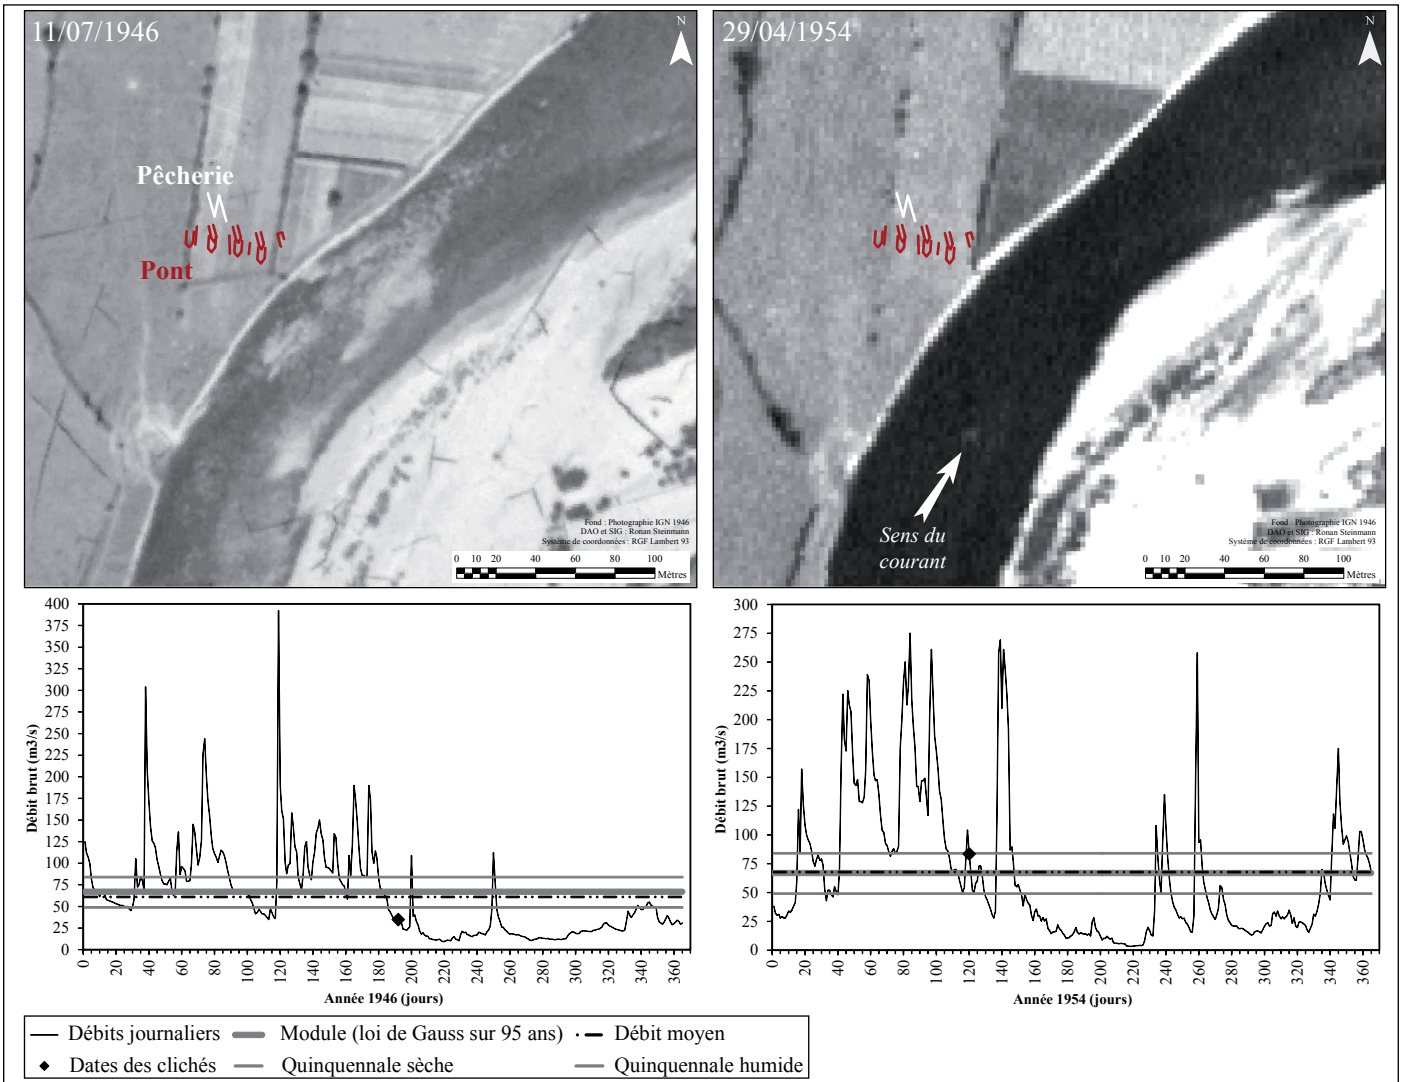 11/07/1946
N
Pêcherie
Pont
Fond : Photographie IGN 1946
DAO et SIG : Ronan Steinmann
Système de coordonnées : RGF Lambert 93
0 10 20 40 60 80 100
Mètres
29/04/1954
N
Sens du
courant
Fond : Photographie IGN 1946
DAO et SIG : Ronan Steinmann
Système de coordonnées : RGF Lambert 93
0 10 20 40 60 80 100
Mètres
Débit brut (m3/s)
400
375
350
325
300
275
250
225
200
175
150
125
100
75
50
25
0
0 20 40 60 80 100 120 140 160 180 200 220 240 260 280 300 320 340 360
Année 1946 (jours)
Débit brut (m3/s)
300
275
250
225
200
175
150
125
100
75
50
25
0
0 20 40 60 80 100 120 140 160 180 200 220 240 260 280 300 320 340 360
Année 1954 (jours)
Débits journaliers Module (loi de Gauss sur 95 ans) Débit moyen
Dates des clichés Quinquennale sèche Quinquennale humide